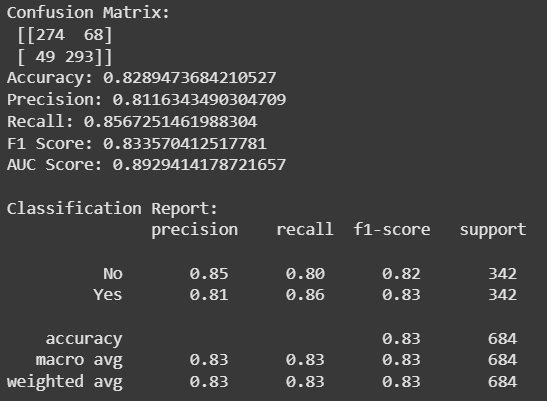 Confusion Matrix:
[[274 68]
[ 49 293]]
Accuracy: 0.8289473684210527
Precision: 0.8116343490304709
Recall: 0.8567251461988304
F1 Score: 0.833570412517781
AUC Score: 0.8929414178721657
Classification Report:
precision recall f1-score support
No 0.85 0.80 0.82 342
Yes 0.81 0.86 0.83 342
accuracy 0.83 684
macro avg 0.83 0.83 0.83 684
weighted avg 0.83 0.83 0.83 684